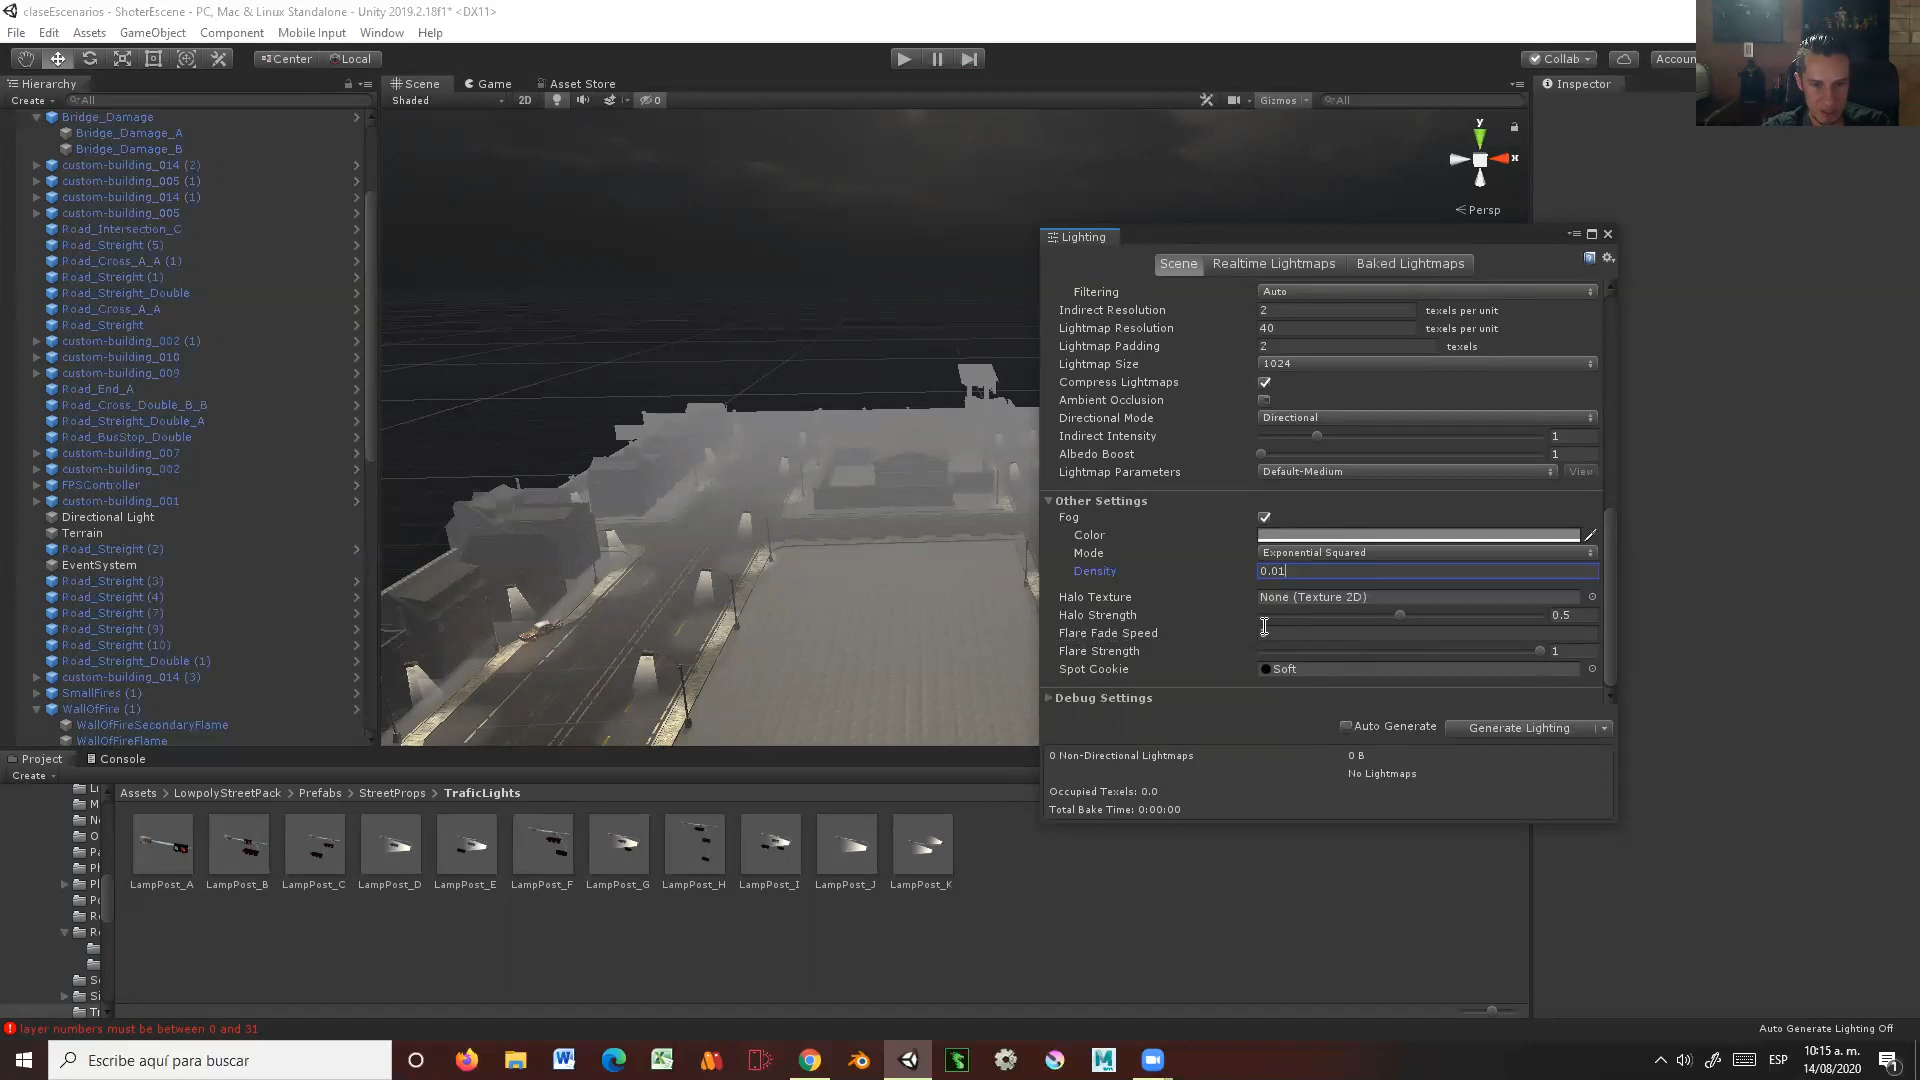 claseEscenarios - ShoterEscene - PC, Mac & Linux Standalone - Unity 2019.2.18f1* <DX11>
File Edit Assets GameObject Component Mobile Input Window Help
Center Local Collab Accoun
Hierarchy
Create All
Bridge_Damage
Bridge_Damage_A
Bridge_Damage_B
custom-building_014 (2)
custom-building_005 (1)
custom-building_014 (1)
custom-building_005
Road_Intersection_C
Road_Streight (5)
Road_Cross_A_A (1)
Road_Streight (1)
Road_Streight_Double
Road_Cross_A_A
Road_Streight
custom-building_002 (1)
custom-building_010
custom-building_009
Road_End_A
Road_Cross_Double_B_B
Road_Streight_Double_A
Road_BusStop_Double
custom-building_007
custom-building_002
FPSController
custom-building_001
Directional Light
Terrain
Road_Streight (2)
EventSystem
Road_Streight (3)
Road_Streight (4)
Road_Streight (7)
Road_Streight (9)
Road_Streight (10)
Road_Streight_Double (1)
custom-building_014 (3)
SmallFires (1)
WallOfFire (1)
WallOfFireSecondaryFlame
WallOfFireFlame
Scene Game Asset Store
Shaded 2D 0 Gizmos All
y
x
Persp
Inspector
Lighting
Scene Realtime Lightmaps Baked Lightmaps
Filtering Auto
Indirect Resolution 2 texels per unit
Lightmap Resolution 40 texels per unit
Lightmap Padding 2 texels
Lightmap Size 1024
Compress Lightmaps
Ambient Occlusion
Directional Mode Directional
Indirect Intensity 1
Albedo Boost 1
Lightmap Parameters Default-Medium View
Other Settings
Fog
Color
Mode Exponential Squared
Density 0.01
Halo Texture None (Texture 2D)
Halo Strength 0.5
Flare Fade Speed
Flare Strength 1
Spot Cookie Soft
Debug Settings
Auto Generate Generate Lighting
0 Non-Directional Lightmaps 0 B
No Lightmaps
Occupied Texels: 0.0
Total Bake Time: 0:00:00
Project Console
Create
Assets > LowpolyStreetPack > Prefabs > StreetProps > TraficLights
LampPost_A LampPost_B LampPost_C LampPost_D LampPost_E LampPost_F LampPost_G LampPost_H LampPost_I LampPost_J LampPost_K
layer numbers must be between 0 and 31
Auto Generate Lighting Off
Escribe aquí para buscar
ESP
10:15 a. m.
14/08/2020
1